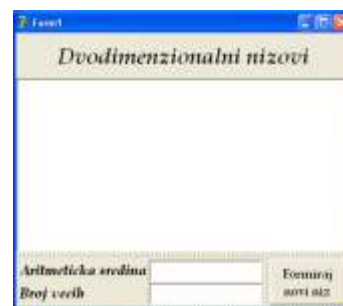 Form1
Dvodimenzionalni nizovi
Aritmeticka sredina
Broj vecih
Formiraj
novi niz